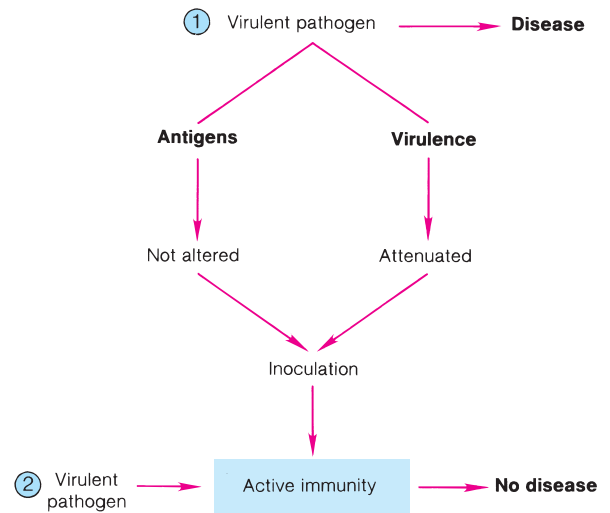 1 Virulent pathogen Disease
Antigens Virulence
Not altered Attenuated
Inoculation
2 Virulent
pathogen
Active immunity No disease